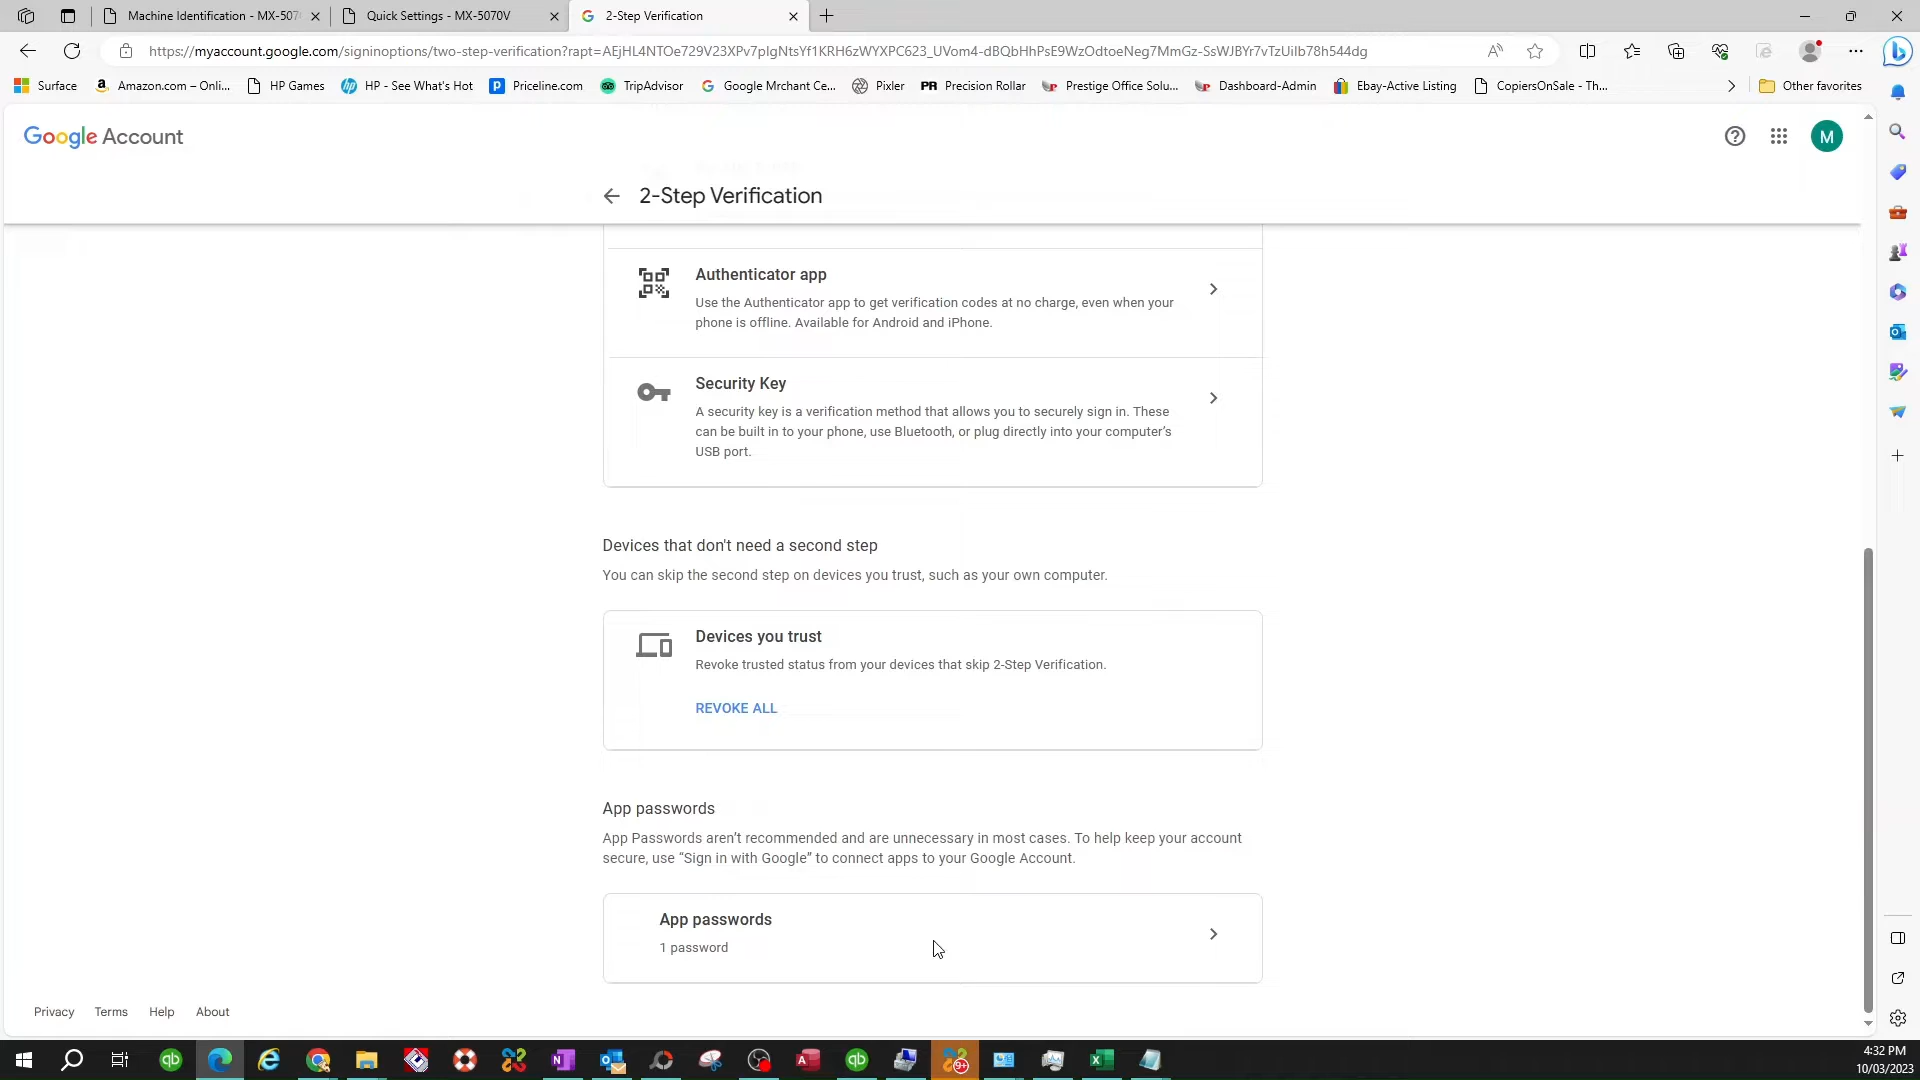 Machine Identification - MX-507
Quick Settings - MX-5070V
2-Step Verification
https://myaccount.google.com/signinoptions/two-step-verification?rapt=AEjHL4NTOe729V23XPv7pIgNtsYf1KRH6zWYXPC623_UVom4-dBQbHhPsE9WzOdtoeNeg7MmGz-SsWJBYr7vTzUiIb78h544dg
Surface
Amazon.com – Onli...
HP Games
HP - See What's Hot
Priceline.com
TripAdvisor
Google Mrchant Ce...
Pixler
PR Precision Rollar
Prestige Office Solu...
Dashboard-Admin
Ebay-Active Listing
CopiersOnSale - Th...
Other favorites
Google Account
M
2-Step Verification
Authenticator app
Use the Authenticator app to get verification codes at no charge, even when your
phone is offline. Available for Android and iPhone.
Security Key
A security key is a verification method that allows you to securely sign in. These
can be built in to your phone, use Bluetooth, or plug directly into your computer's
USB port.
Devices that don't need a second step
You can skip the second step on devices you trust, such as your own computer.
Devices you trust
Revoke trusted status from your devices that skip 2-Step Verification.
REVOKE ALL
App passwords
App Passwords aren't recommended and are unnecessary in most cases. To help keep your account
secure, use “Sign in with Google” to connect apps to your Google Account.
App passwords
1 password
Privacy
Terms
Help
About
4:32 PM
10/03/2023